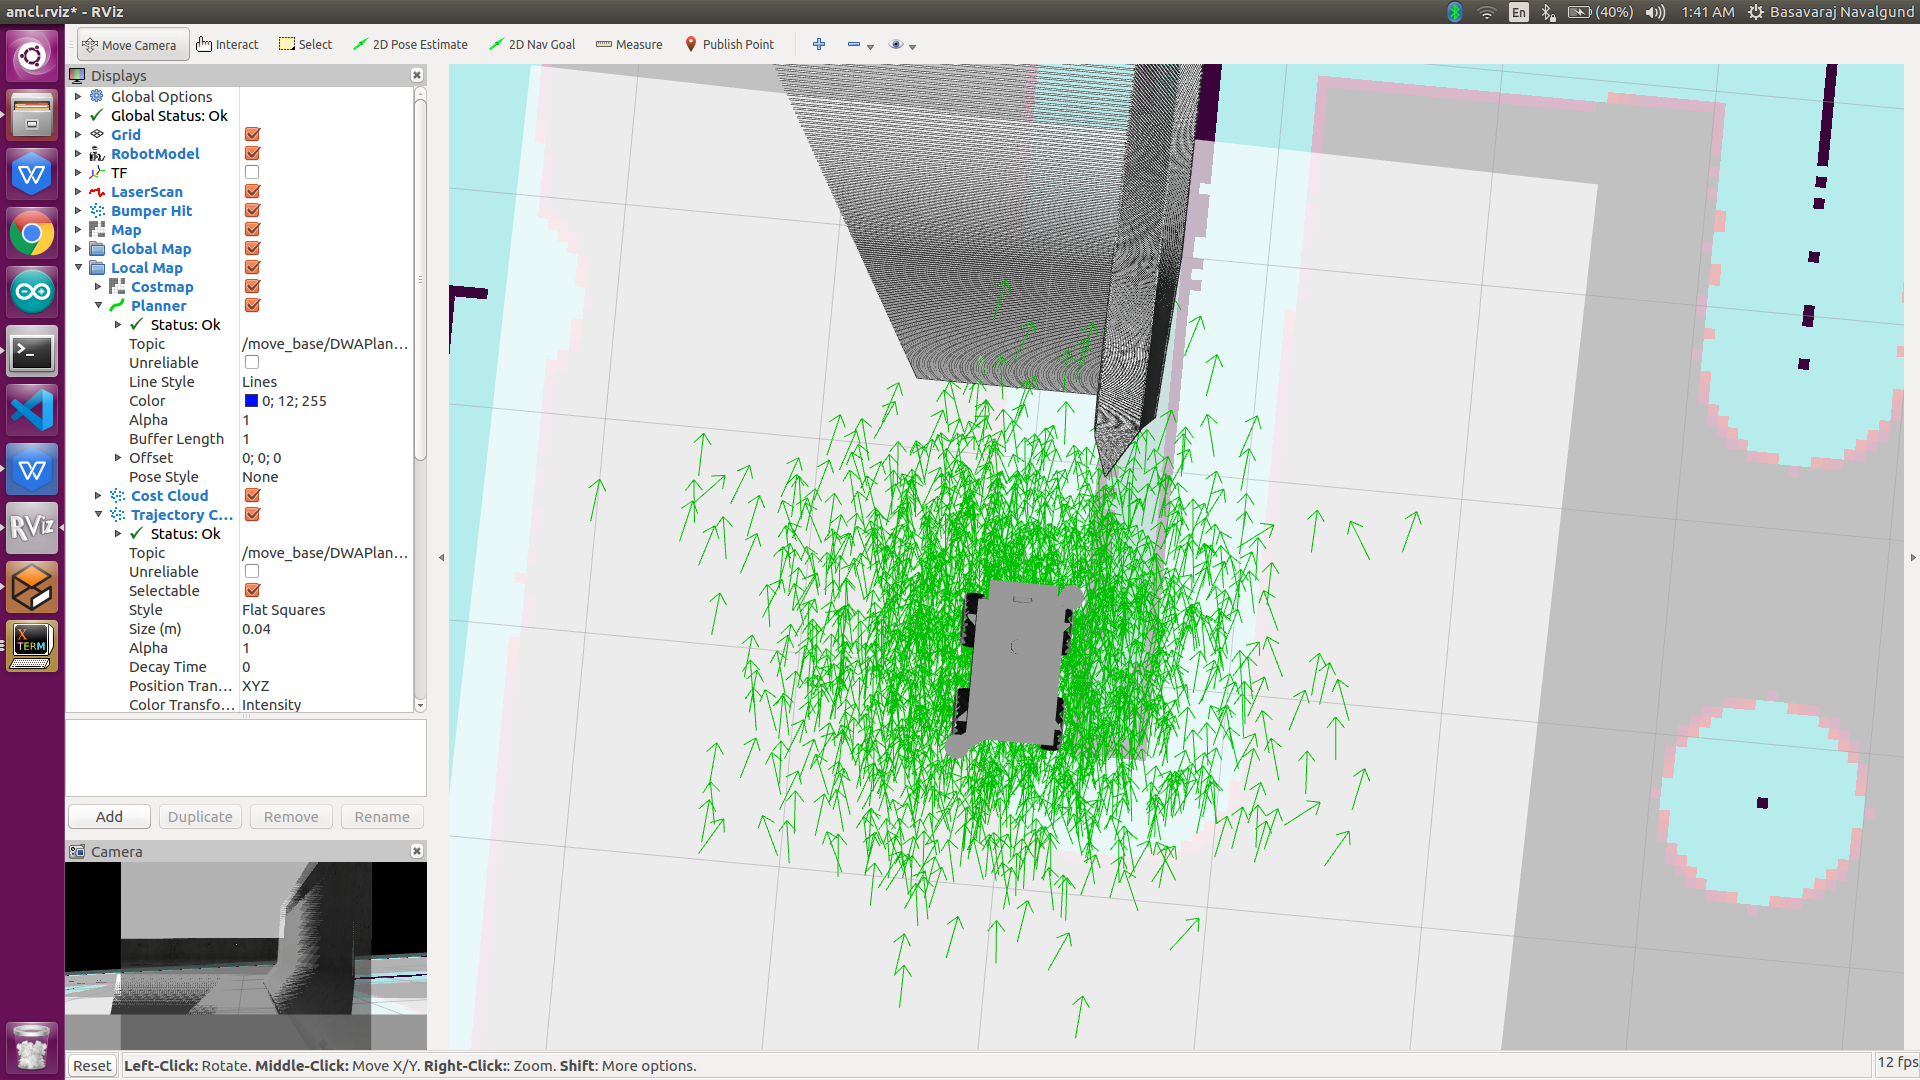 amcl.rviz* - RViz
En
(40%)
1:41 AM
Basavaraj Navalgund
Move Camera
Interact
Select
2D Pose Estimate
2D Nav Goal
Measure
Publish Point
Displays
Global Options
Global Status: Ok
Grid
RobotModel
TF
LaserScan
Bumper Hit
Map
Global Map
Local Map
Costmap
Planner
Status: Ok
Topic /move_base/DWAPlan...
Unreliable
Line Style Lines
Color 0; 12; 255
Alpha 1
Buffer Length 1
Offset 0; 0; 0
Pose Style None
Cost Cloud
Trajectory C...
Status: Ok
Topic /move_base/DWAPlan...
Unreliable
Selectable
Style Flat Squares
Size (m) 0.04
Alpha 1
Decay Time 0
Position Tran... XYZ
Color Transfo... Intensity
Add
Duplicate
Remove
Rename
Camera
RViz
X
TERM
Reset
Left-Click: Rotate. Middle-Click: Move X/Y. Right-Click:: Zoom. Shift: More options.
12 fps